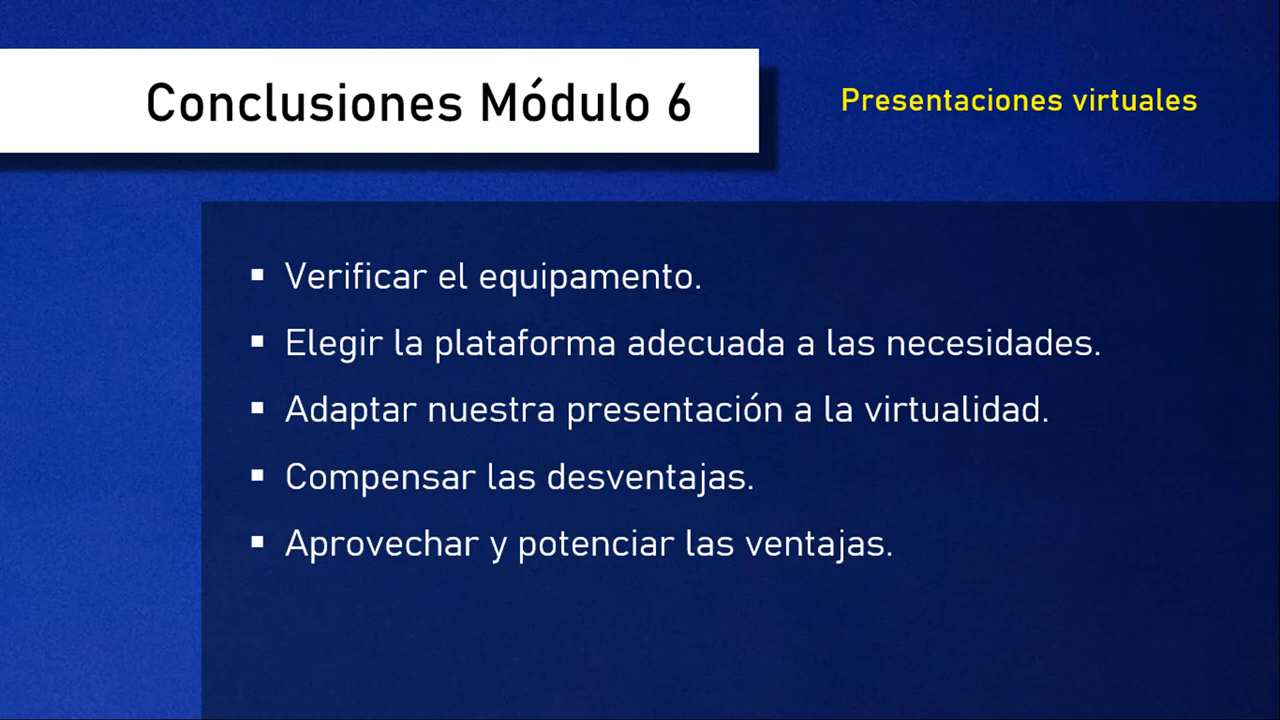 Conclusiones Módulo 6
Presentaciones virtuales
▪ Verificar el equipamento.
▪ Elegir la plataforma adecuada a las necesidades.
▪ Adaptar nuestra presentación a la virtualidad.
▪ Compensar las desventajas.
▪ Aprovechar y potenciar las ventajas.